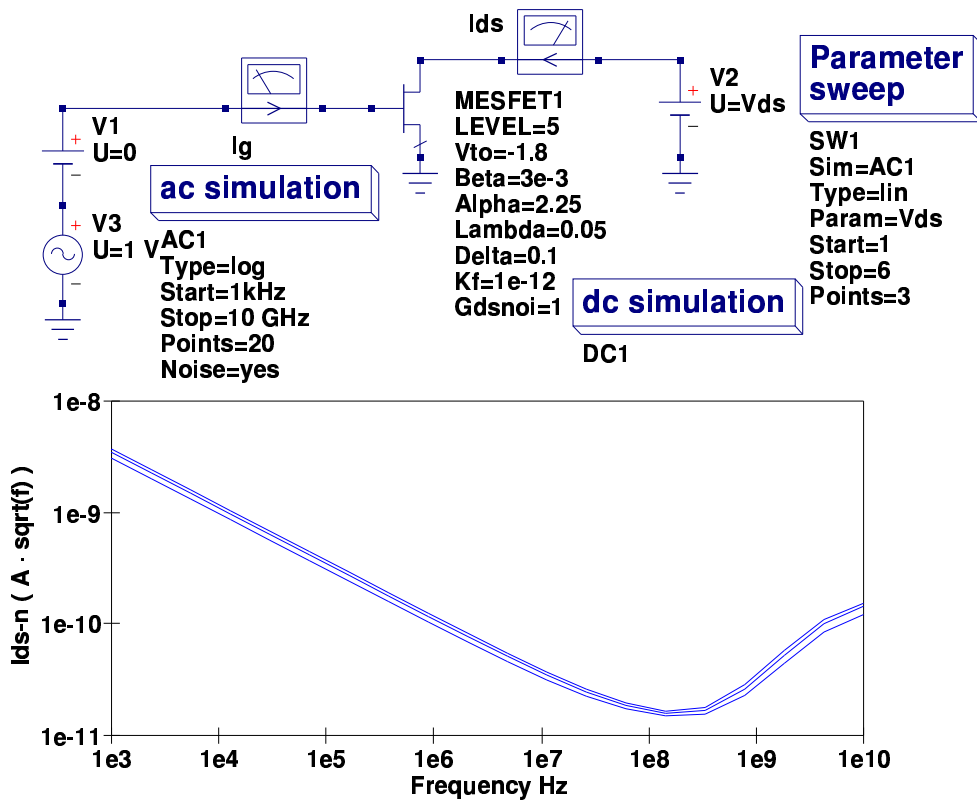 Ids
V1
U=0
V3
U=1 V
Ig
ac simulation
AC1
Type=log
Start=1kHz
Stop=10 GHz
Points=20
Noise=yes
MESFET1
LEVEL=5
Vto=-1.8
Beta=3e-3
Alpha=2.25
Lambda=0.05
Delta=0.1
Kf=1e-12
Gdsnoi=1
V2
U=Vds
dc simulation
DC1
Parameter
sweep
SW1
Sim=AC1
Type=lin
Param=Vds
Start=1
Stop=6
Points=3
Ids-n ( A · sqrt(f) )
1e-8
1e-9
1e-10
1e-11
1e3 1e4 1e5 1e6 1e7 1e8 1e9 1e10
Frequency Hz